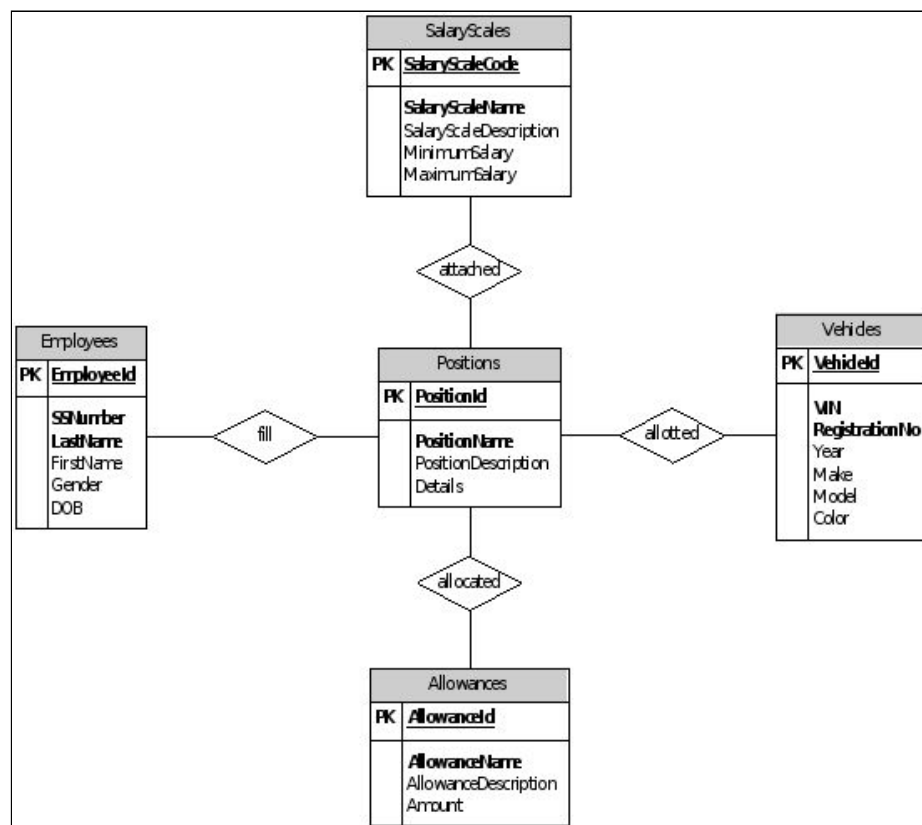 SalaryScales
PK SalaryScaleCode
SalaryScaleName
SalaryScaleDescription
MinimumSalary
MaximumSalary
attached
Employees
PK EmployeeId
SSNumber
LastName
FirstName
Gender
DOB
fill
Positions
PK PositionId
PositionName
PositionDescription
Details
allotted
Vehicles
PK VehicleId
VIN
RegistrationNo
Year
Make
Model
Color
allocated
Allowances
PK AllowanceId
AllowanceName
AllowanceDescription
Amount